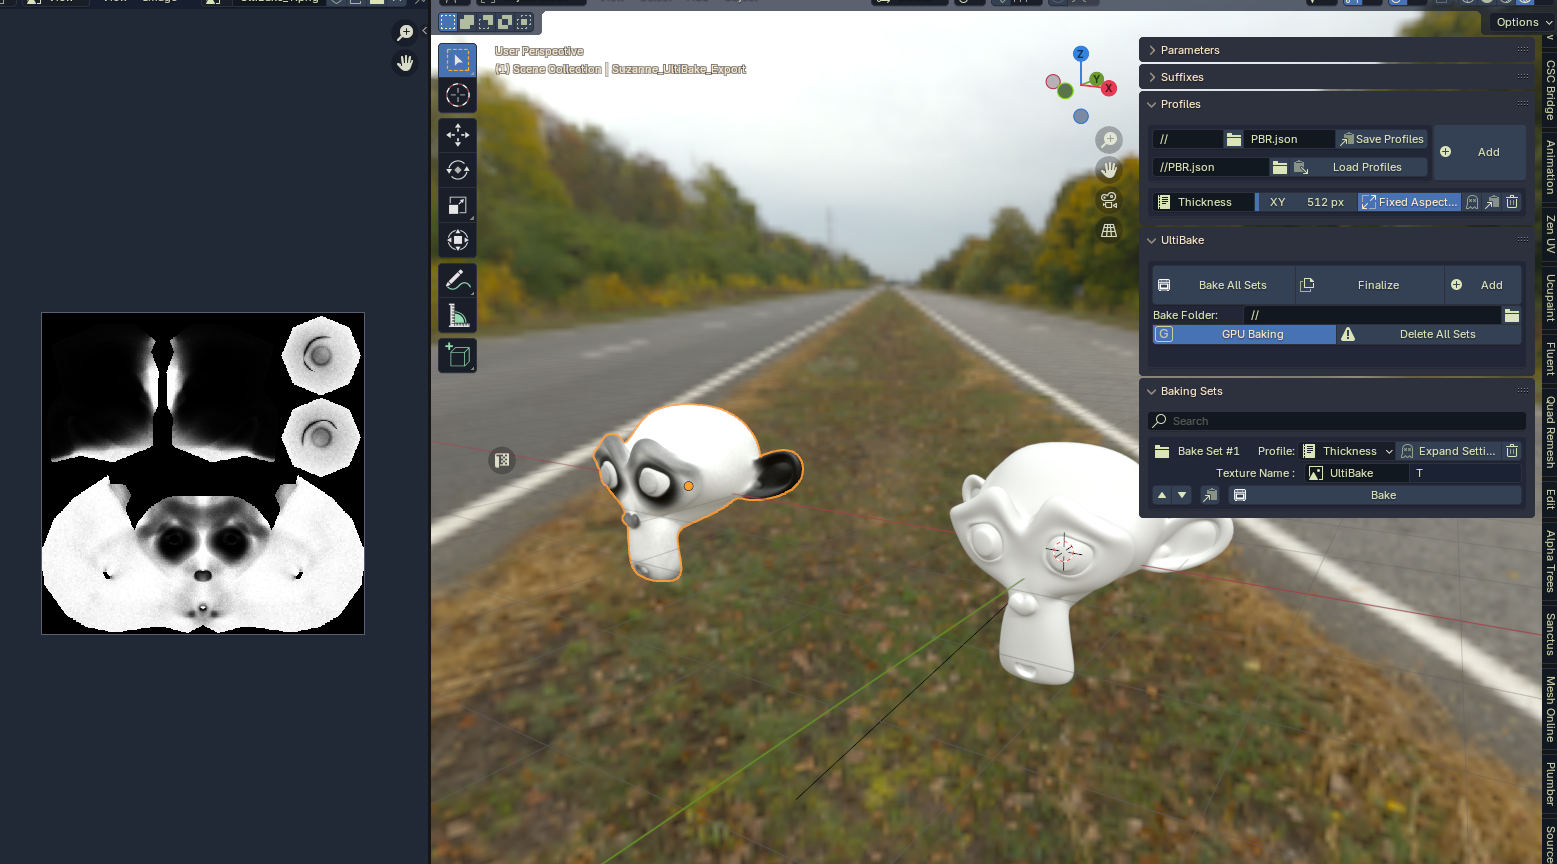 User Perspective
(1) Scene Collection | Suzanne_UltiBake_Export
Z
Y
X
Options
Parameters
Suffixes
Profiles
//
PBR.json
Save Profiles
Add
//PBR.json
Load Profiles
Thickness
XY
512 px
Fixed Aspect...
UltiBake
Bake All Sets
Finalize
Add
Bake Folder:
//
G
GPU Baking
Delete All Sets
Baking Sets
Search
Bake Set #1
Profile:
Thickness
Expand Setti...
Texture Name :
UltiBake
T
Bake
CSC Bridge
Animation
Zen UV
Ucupaint
Fluent
Quad Remesh
Edit
Alpha Trees
Sanctus
Mesh Online
Plumber
Source